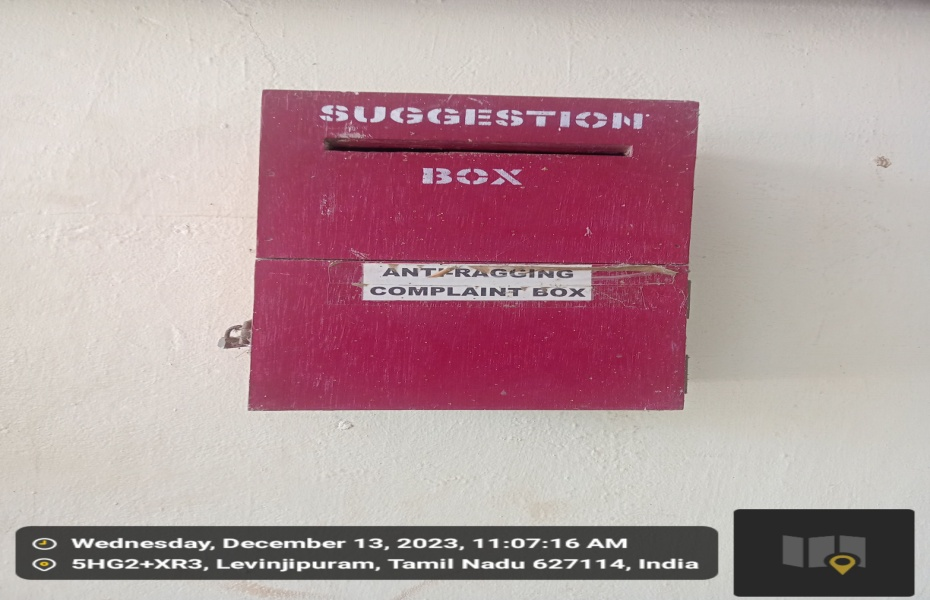 SUGGESTION
BOX
ANTI-RAGGING
COMPLAINT BOX
Wednesday, December 13, 2023, 11:07:16 AM
5HG2+XR3, Levinjipuram, Tamil Nadu 627114, India